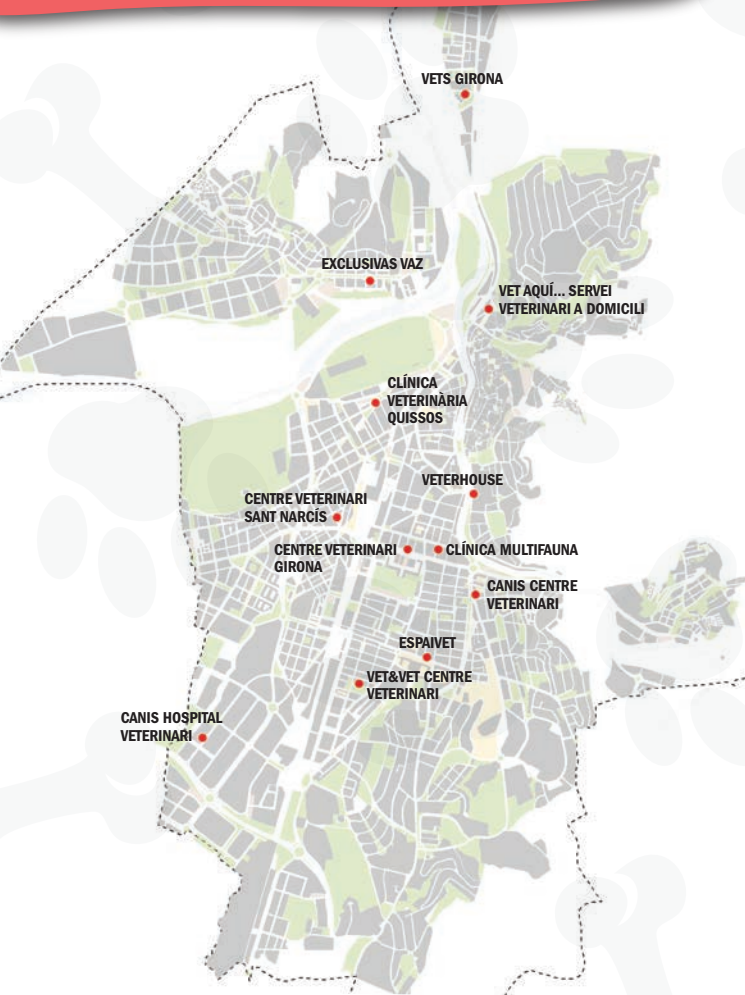 VETS GIRONA
EXCLUSIVAS VAZ
VET AQUÍ... SERVEI
VETERINARI A DOMICILI
CLÍNICA
VETERINÀRIA
QUISSOS
VETERHOUSE
CENTRE VETERINARI
SANT NARCÍS
CENTRE VETERINARI
GIRONA
CLÍNICA MULTIFAUNA
CANIS CENTRE
VETERINARI
ESPAIVET
VET&VET CENTRE
VETERINARI
CANIS HOSPITAL
VETERINARI